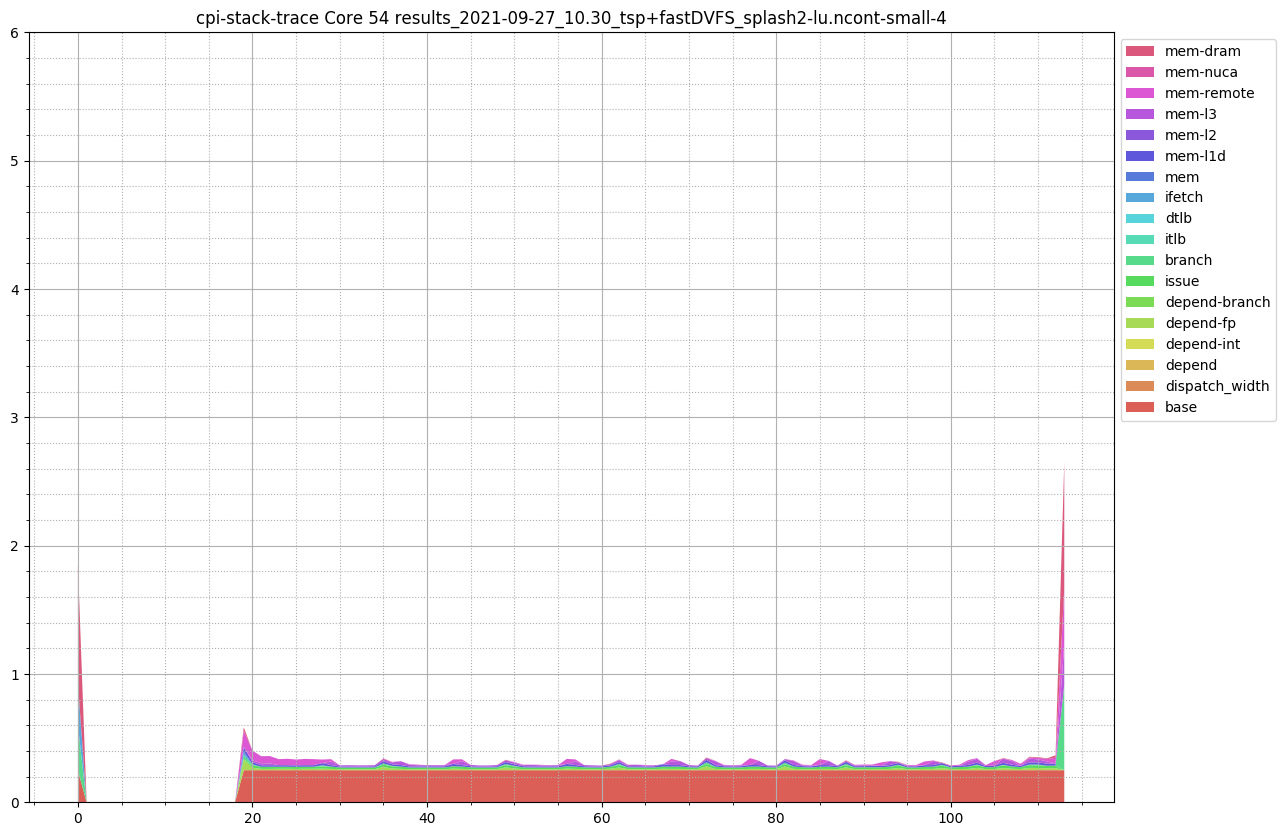 cpi-stack-trace Core 54 results_2021-09-27_10.30_tsp+fastDVFS_splash2-lu.ncont-small-4
6
5
4
3
2
1
0
0 20 40 60 80 100
mem-dram
mem-nuca
mem-remote
mem-l3
mem-l2
mem-l1d
mem
ifetch
dtlb
itlb
branch
issue
depend-branch
depend-fp
depend-int
depend
dispatch_width
base